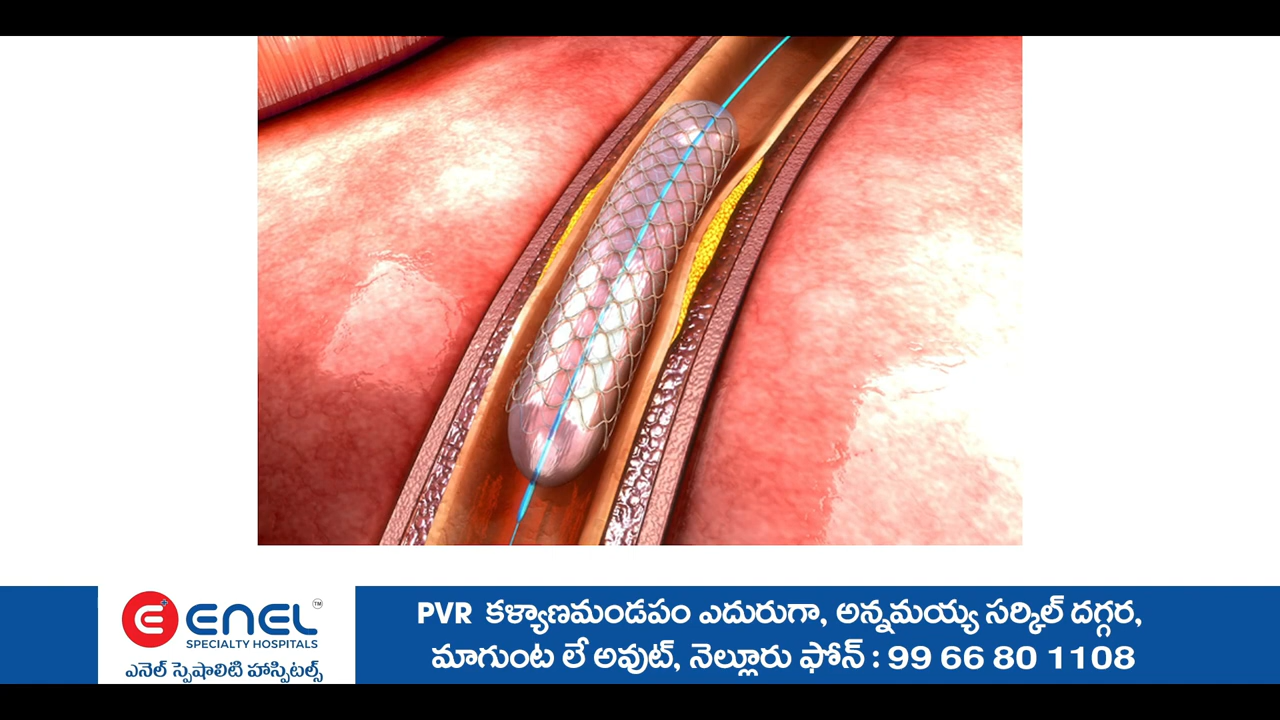 ENEL TM
SPECIALTY HOSPITALS
ఎనెల్ స్పెషాలిటి హాస్పిటల్స్
PVR కళ్యాణమండపం ఎదురుగా, అన్నమయ్య సర్కిల్ దగ్గర,
మాగుంట లే అవుట్, నెల్లూరు ఫోన్ : 99 66 80 1108